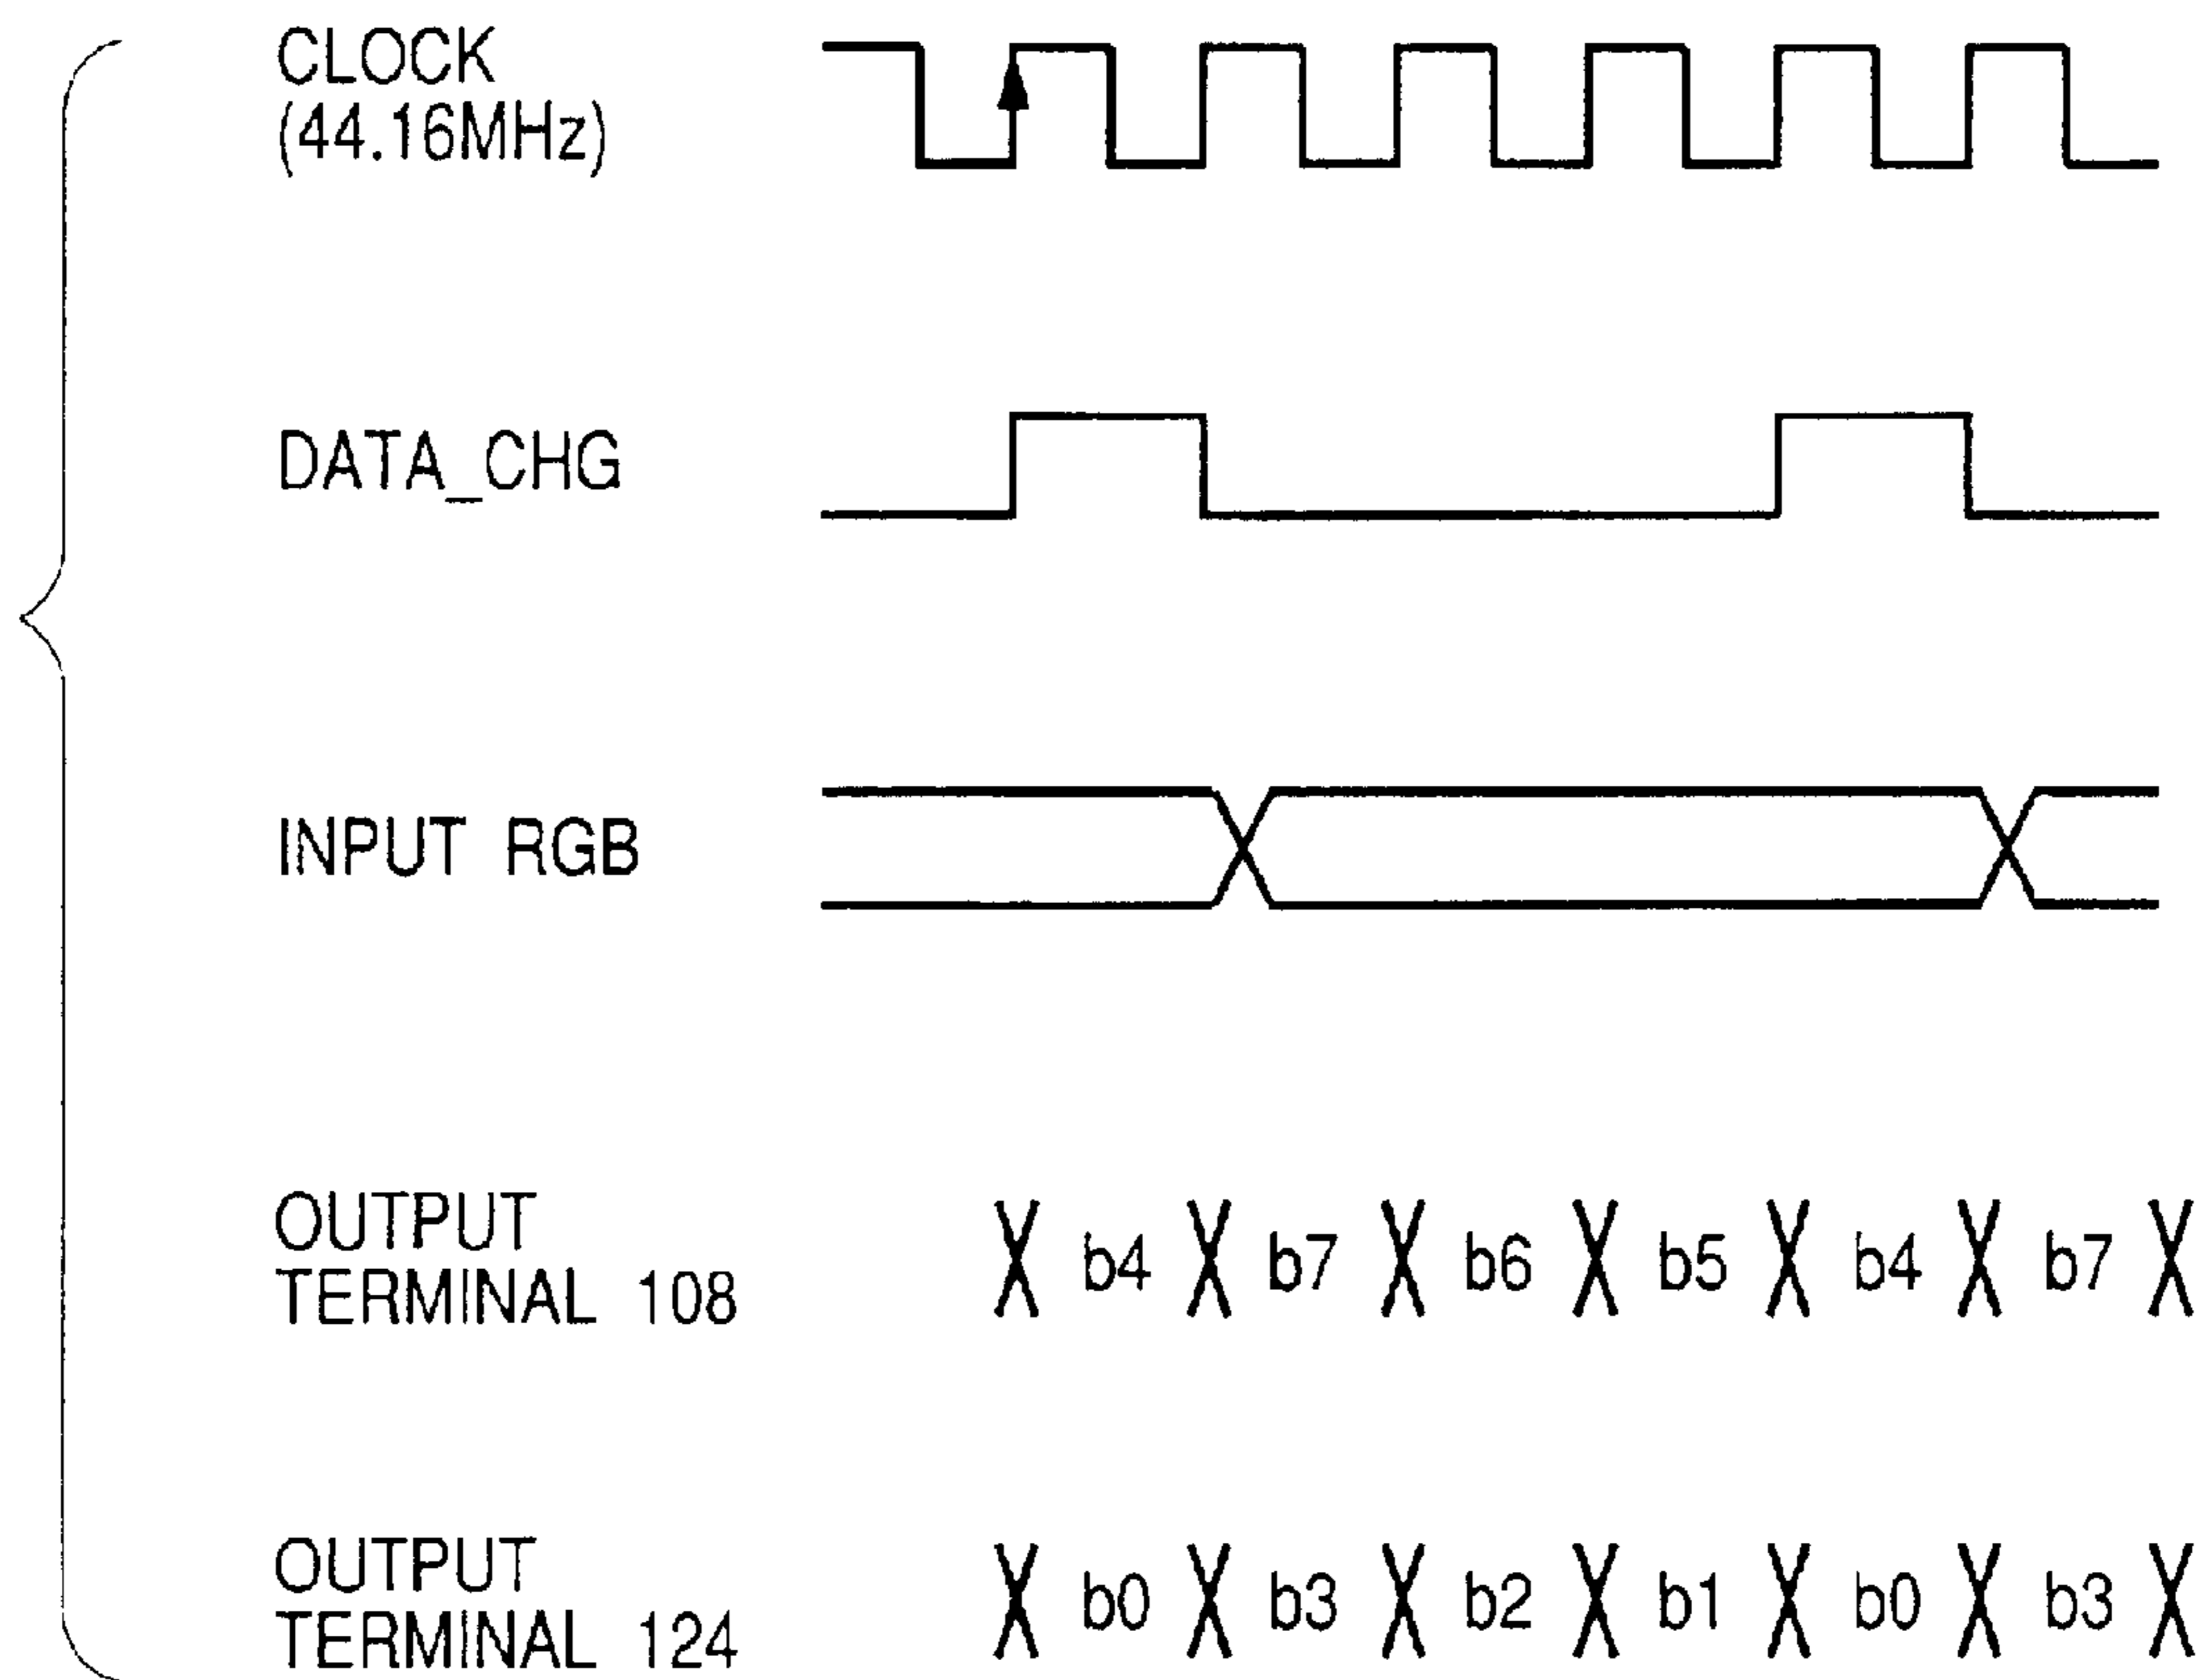 CLOCK
(44.16MHz)
DATA_CHG
INPUT RGB
OUTPUT
TERMINAL 108
b4 b7 b6 b5 b4 b7
OUTPUT
TERMINAL 124
b0 b3 b2 b1 b0 b3